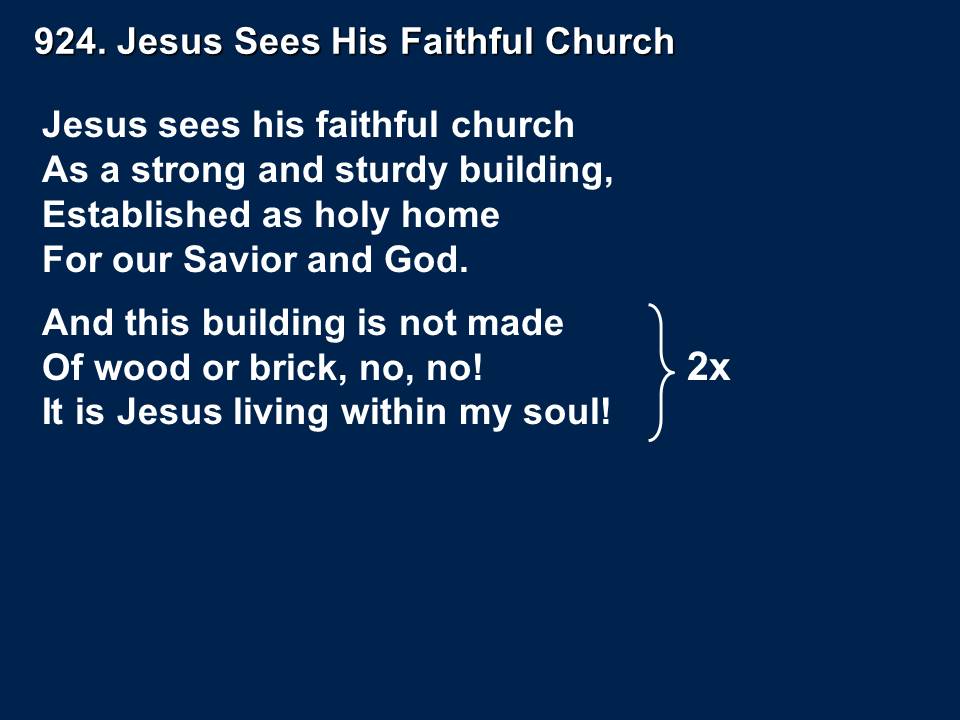 924. Jesus Sees His Faithful Church
Jesus sees his faithful church
As a strong and sturdy building,
Established as holy home
For our Savior and God.
And this building is not made
Of wood or brick, no, no!
It is Jesus living within my soul!
2x